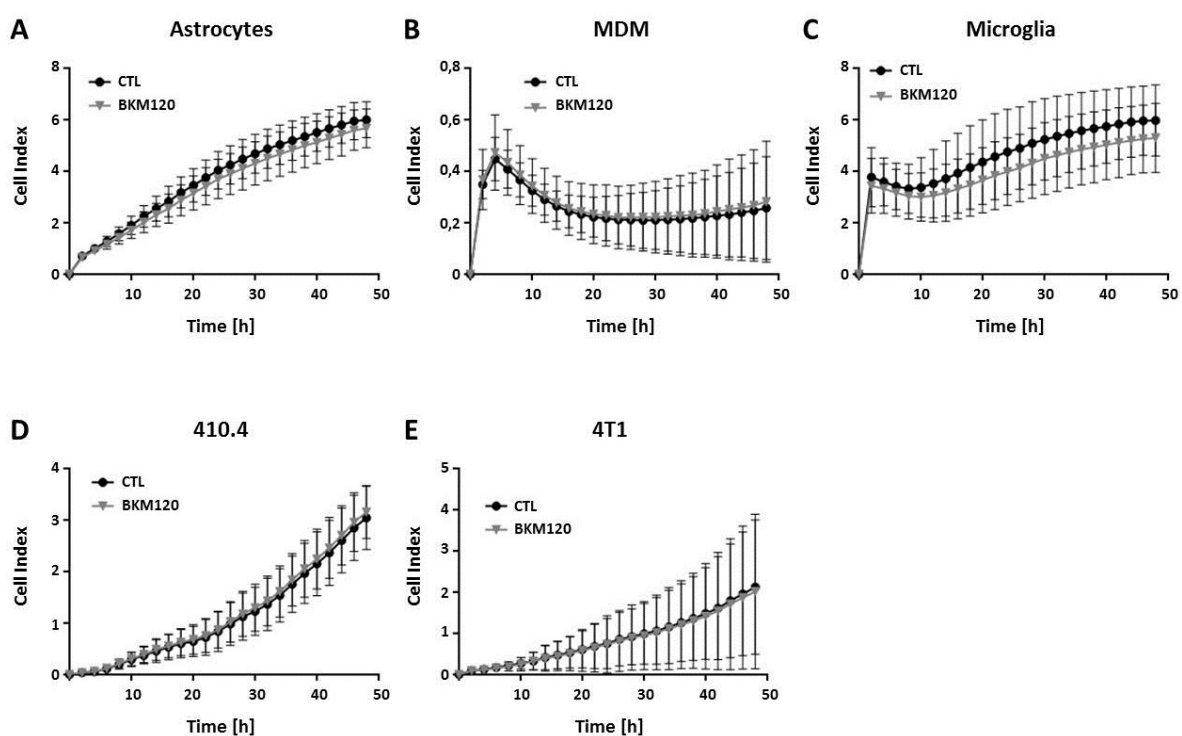 A Astrocytes
8
6
4
2
0
Cell Index
CTL
BKM120
10 20 30 40 50
Time [h]
B MDM
0,8
0,6
0,4
0,2
0
Cell Index
CTL
BKM120
10 20 30 40 50
Time [h]
C Microglia
8
6
4
2
0
Cell Index
CTL
BKM120
10 20 30 40 50
Time [h]
D 410.4
4
3
2
1
0
Cell Index
CTL
BKM120
10 20 30 40 50
Time [h]
E 4T1
5
4
3
2
1
0
Cell Index
CTL
BKM120
10 20 30 40 50
Time [h]